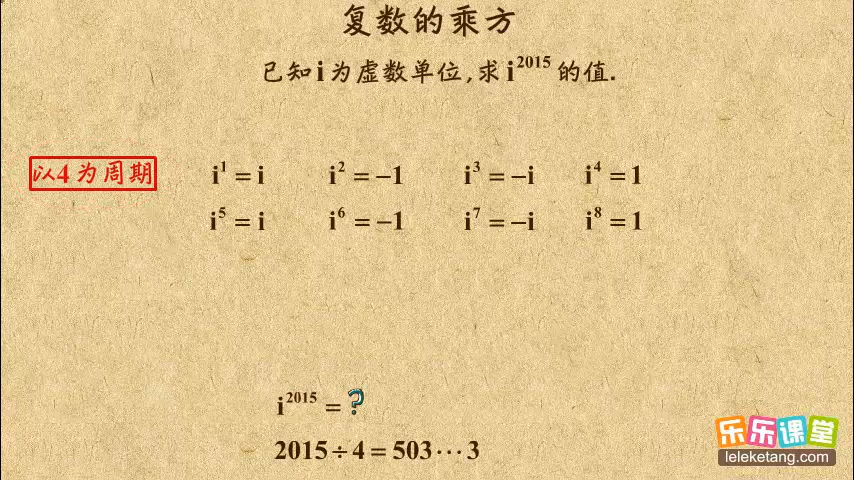 复数的乘方
已知i为虚数单位,求i²⁰¹⁵的值.
以4为周期
i¹=i i²=−1 i³=−i i⁴=1
i⁵=i i⁶=−1 i⁷=−i i⁸=1
i²⁰¹⁵=?
2015÷4=503···3
乐乐课堂
leleketang.com